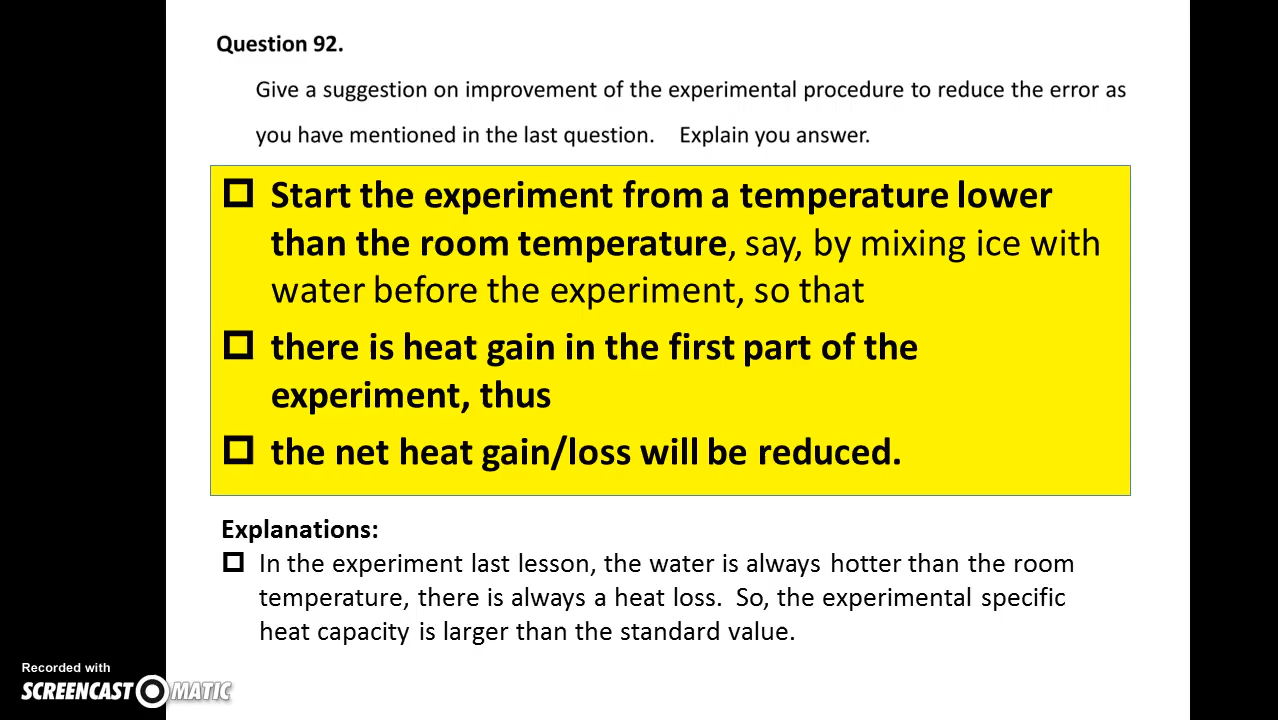 Question 92.
Give a suggestion on improvement of the experimental procedure to reduce the error as
you have mentioned in the last question. Explain you answer.
Start the experiment from a temperature lower
than the room temperature, say, by mixing ice with
water before the experiment, so that
there is heat gain in the first part of the
experiment, thus
the net heat gain/loss will be reduced.
Explanations:
In the experiment last lesson, the water is always hotter than the room
temperature, there is always a heat loss. So, the experimental specific
heat capacity is larger than the standard value.
Recorded with
SCREENCAST MATIC